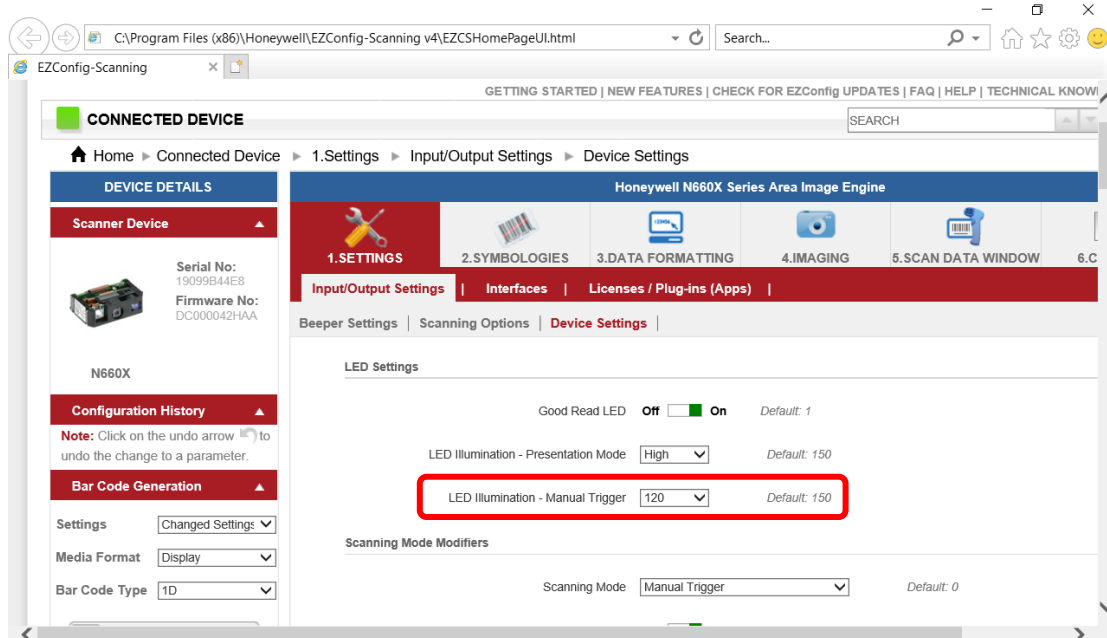 C:\Program Files (x86)\Honeywell\EZConfig-Scanning v4\EZCSHomePageUI.html
Search...
EZConfig-Scanning
GETTING STARTED | NEW FEATURES | CHECK FOR EZConfig UPDATES | FAQ | HELP | TECHNICAL KNOW
CONNECTED DEVICE
SEARCH
Home Connected Device 1.Settings Input/Output Settings Device Settings
DEVICE DETAILS
Honeywell N660X Series Area Image Engine
Scanner Device
1.SETTINGS
2.SYMBOLOGIES
3.DATA FORMATTING
4.IMAGING
5.SCAN DATA WINDOW
6.C
Serial No:
19099B44E8
Firmware No:
DC000042HAA
N660X
Input/Output Settings | Interfaces | Licenses / Plug-ins (Apps) |
Beeper Settings | Scanning Options | Device Settings |
LED Settings
Good Read LED Off On Default: 1
LED Illumination - Presentation Mode High Default: 150
LED Illumination - Manual Trigger 120 Default: 150
Scanning Mode Modifiers
Scanning Mode Manual Trigger Default: 0
Configuration History
Note: Click on the undo arrow to
undo the change to a parameter.
Bar Code Generation
Settings Changed Settings
Media Format Display
Bar Code Type 1D